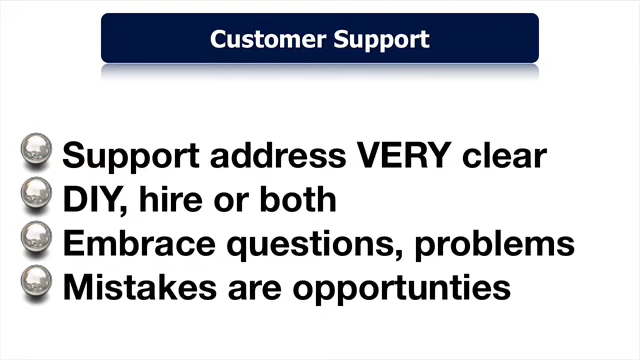 Customer Support
Support address VERY clear
DIY, hire or both
Embrace questions, problems
Mistakes are opportunties